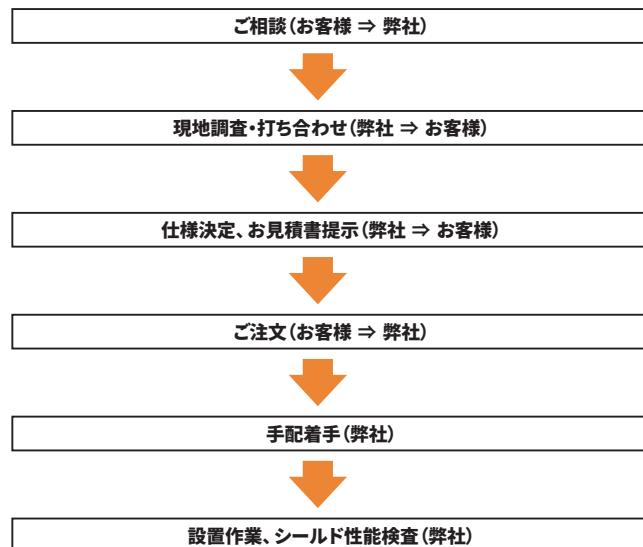 ご相談(お客様 ⇒ 弊社)
現地調査・打ち合わせ(弊社 ⇒ お客様)
仕様決定、お見積書提示(弊社 ⇒ お客様)
ご注文(お客様 ⇒ 弊社)
手配着手(弊社)
設置作業、シールド性能検査(弊社)